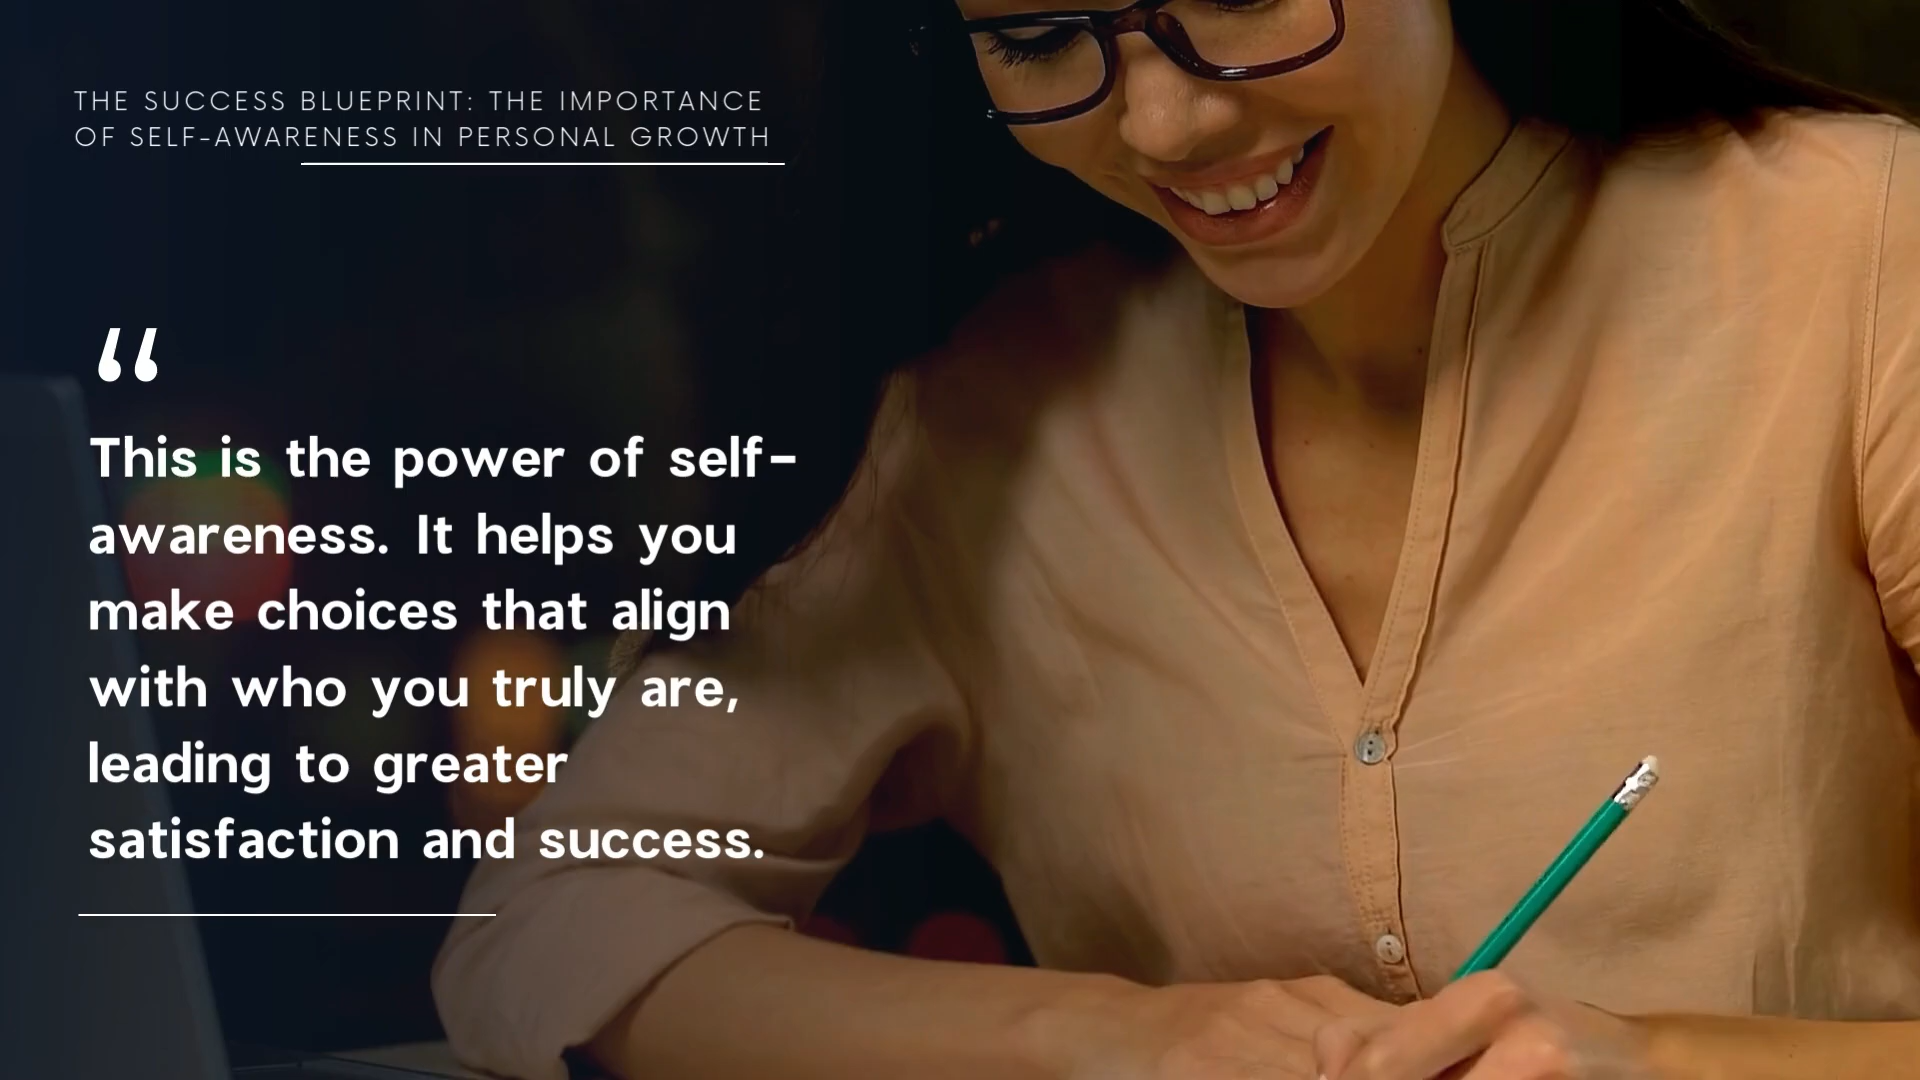 THE SUCCESS BLUEPRINT: THE IMPORTANCE
OF SELF-AWARENESS IN PERSONAL GROWTH
“
This is the power of self-
awareness. It helps you
make choices that align
with who you truly are,
leading to greater
satisfaction and success.